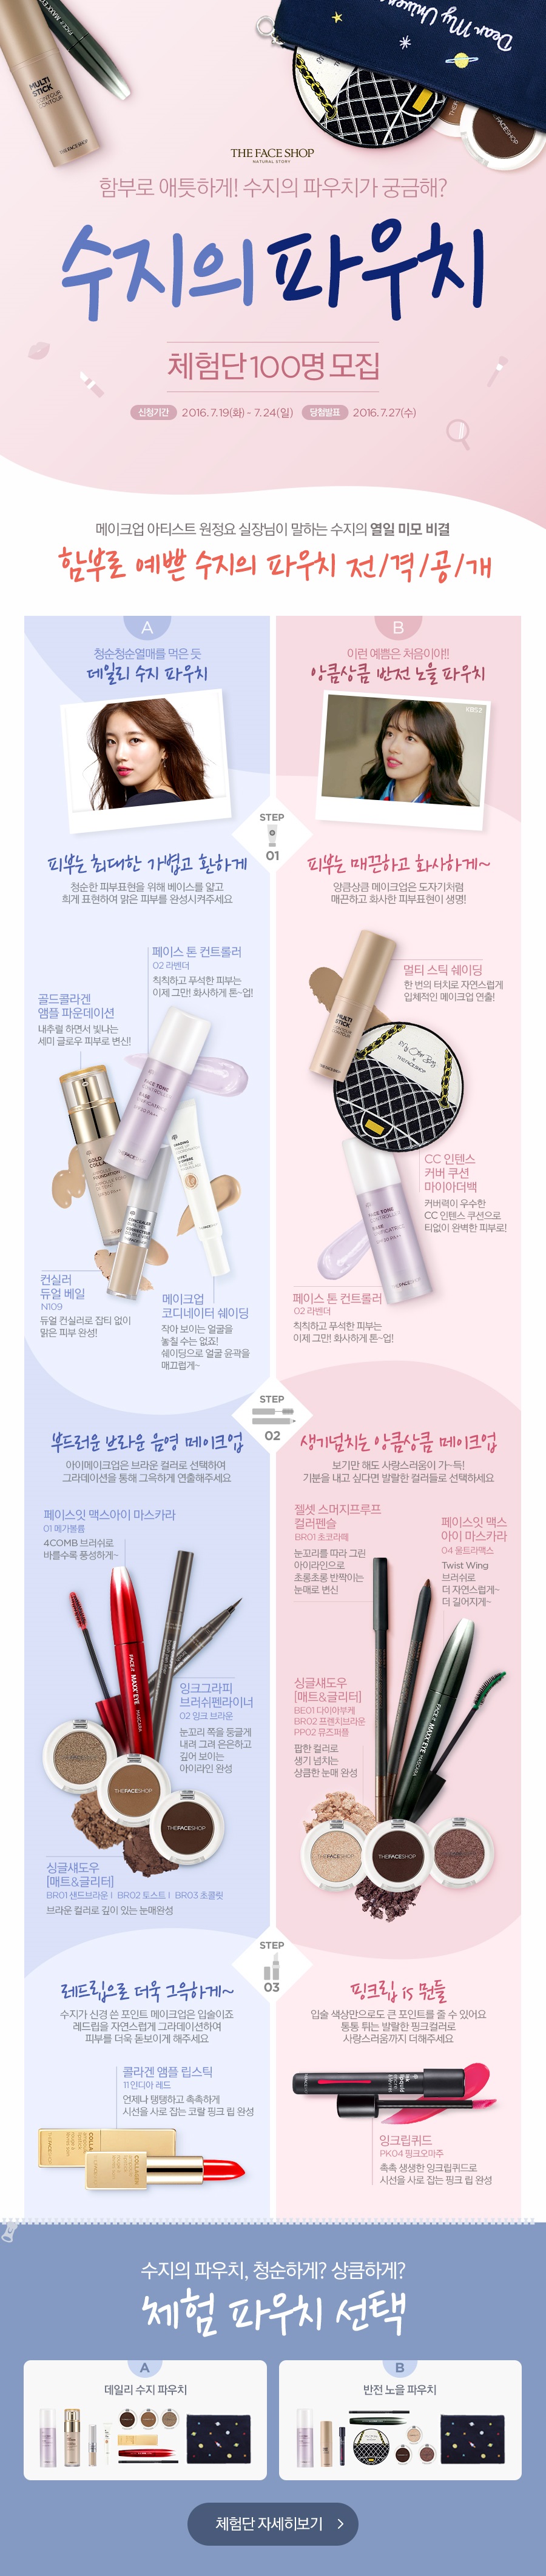 Dear My Universe
MULTI
STICK
CONTOUR
THEFACESHOP
THE FACE SHOP
NATURAL STORY
함부로 애틋하게! 수지의 파우치가 궁금해?
수지의 파우치
체험단 100명 모집
신청기간 2016.7.19(화) - 7.24(일) 당첨발표 2016.7.27(수)
메이크업 아티스트 원정요 실장님이 말하는 수지의 열일 미모 비결
함부로 예쁜 수지의 파우치 전/격/공/개
A
청순청순열매를 먹은 듯
데일리 수지 파우치
B
이런 예쁨은 처음이야!!
앙큼상큼 반전 노을 파우치
KBS2
STEP
01
피부는 최대한 가볍고 환하게
청순한 피부표현을 위해 베이스를 얇고
희게 표현하여 맑은 피부를 완성시켜주세요
피부는 매끈하고 화사하게~
앙큼상큼 메이크업은 도자기처럼
매끈하고 화사한 피부표현이 생명!
페이스 톤 컨트롤러
02 라벤더
칙칙하고 푸석한 피부는
이제 그만! 화사하게 톤~업!
골드콜라겐
앰플 파운데이션
내추럴 하면서 빛나는
세미 글로우 피부로 변신!
컨실러
듀얼 베일
N109
듀얼 컨실러로 잡티 없이
맑은 피부 완성!
메이크업
코디네이터 쉐이딩
작아 보이는 얼굴을
놓칠 수는 없죠!
쉐이딩으로 얼굴 윤곽을
매끄럽게~
멀티 스틱 쉐이딩
한 번의 터치로 자연스럽게
입체적인 메이크업 연출!
MULTI
STICK
CONTOUR
My Other Bag
x
THEFACESHOP
CC 인텐스
커버 쿠션
마이아더백
커버력이 우수한
CC 인텐스 쿠션으로
티없이 완벽한 피부로!
페이스 톤 컨트롤러
02 라벤더
칙칙하고 푸석한 피부는
이제 그만! 화사하게 톤~업!
STEP
02
부드러운 브라운 음영 메이크업
아이메이크업은 브라운 컬러로 선택하여
그라데이션을 통해 그윽하게 연출해주세요
생기넘치는 앙큼상큼 메이크업
보기만 해도 사랑스러움이 가~득!
기분을 내고 싶다면 발랄한 컬러들로 선택하세요
페이스잇 맥스아이 마스카라
01 메가볼륨
4COMB 브러쉬로
바를수록 풍성하게~
FACE it MAXX EYE MASCARA
잉크그라피
브러쉬펜라이너
02 잉크 브라운
눈꼬리 쪽을 둥글게
내려 그려 은은하고
깊어 보이는
아이라인 완성
THEFACESHOP
THEFACESHOP
싱글섀도우
[매트&글리터]
BR01 샌드브라운 I BR02 토스트 I BR03 초콜릿
브라운 컬러로 깊이 있는 눈매완성
젤셋 스머지프루프
컬러펜슬
BR01 초코라떼
눈꼬리를 따라 그린
아이라인으로
초롱초롱 반짝이는
눈매로 변신
페이스잇 맥스
아이 마스카라
04 울트라맥스
Twist Wing
브러쉬로
더 자연스럽게~
더 길어지게~
싱글섀도우
[매트&글리터]
BE01 다이아부케
BR02 프렌치브라운
PP02 뮤즈퍼플
팝한 컬러로
생기 넘치는
상큼한 눈매 완성
FACE it MAXX EYE MASCARA
THEFACESHOP
THEFACESHOP
STEP
03
레드립으로 더욱 그윽하게~
수지가 신경 쓴 포인트 메이크업은 입술이죠
레드립을 자연스럽게 그라데이션하여
피부를 더욱 돋보이게 해주세요
핑크립 is 뭔들
입술 색상만으로도 큰 포인트를 줄 수 있어요
통통 튀는 발랄한 핑크컬러로
사랑스러움까지 더해주세요
콜라겐 앰플 립스틱
11 인디아 레드
언제나 탱탱하고 촉촉하게
시선을 사로 잡는 코랄 핑크 립 완성
잉크립퀴드
PK04 핑크오마주
촉촉 생생한 잉크립퀴드로
시선을 사로 잡는 핑크 립 완성
수지의 파우치, 청순하게? 상큼하게?
체험 파우치 선택
A
데일리 수지 파우치
B
반전 노을 파우치
체험단 자세히보기 >